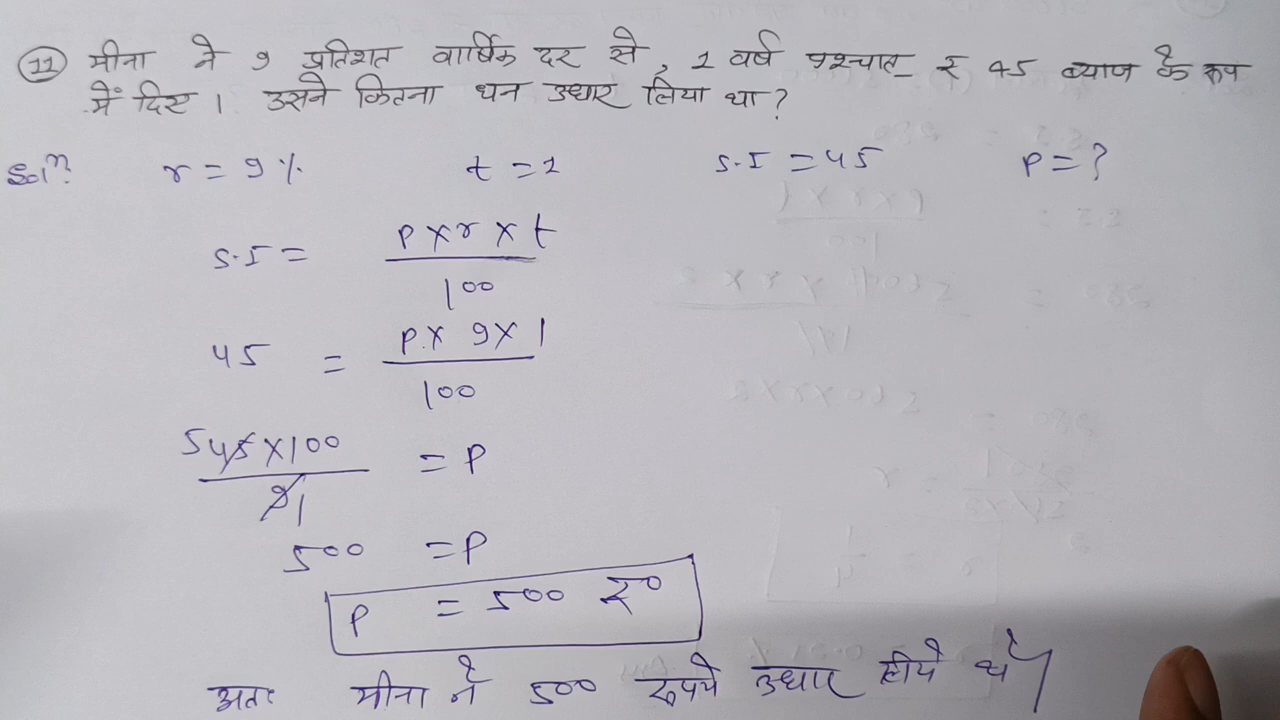 11 मीना ने 9 प्रतिशत वार्षिक दर से, 1 वर्ष पश्चात ₹ 45 ब्याज के रूप
में दिए। उसने कितना धन उधार लिया था?
Solⁿ: r = 9% t = 1 S.I = 45 P = ?
S.I = P × r × t / 100
45 = P × 9 × 1 / 100
5 45 × 100 / 9 1 = P
500 = P
P = 500 रु०
अतः मीना ने 500 रूपये उधार लीये थे।